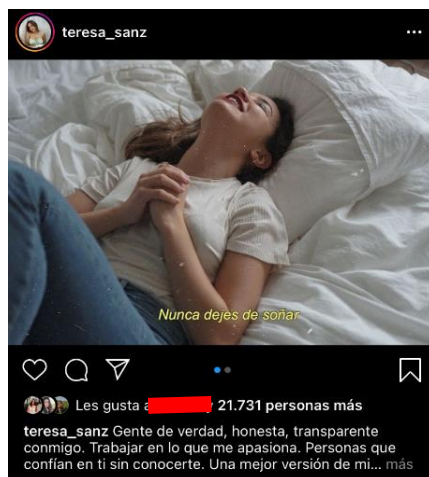 teresa_sanz
Nunca dejes de soñar
Les gusta a y 21.731 personas más
teresa_sanz Gente de verdad, honesta, transparente
conmigo. Trabajar en lo que me apasiona. Personas que
confían en ti sin conocerte. Una mejor versión de mi... más